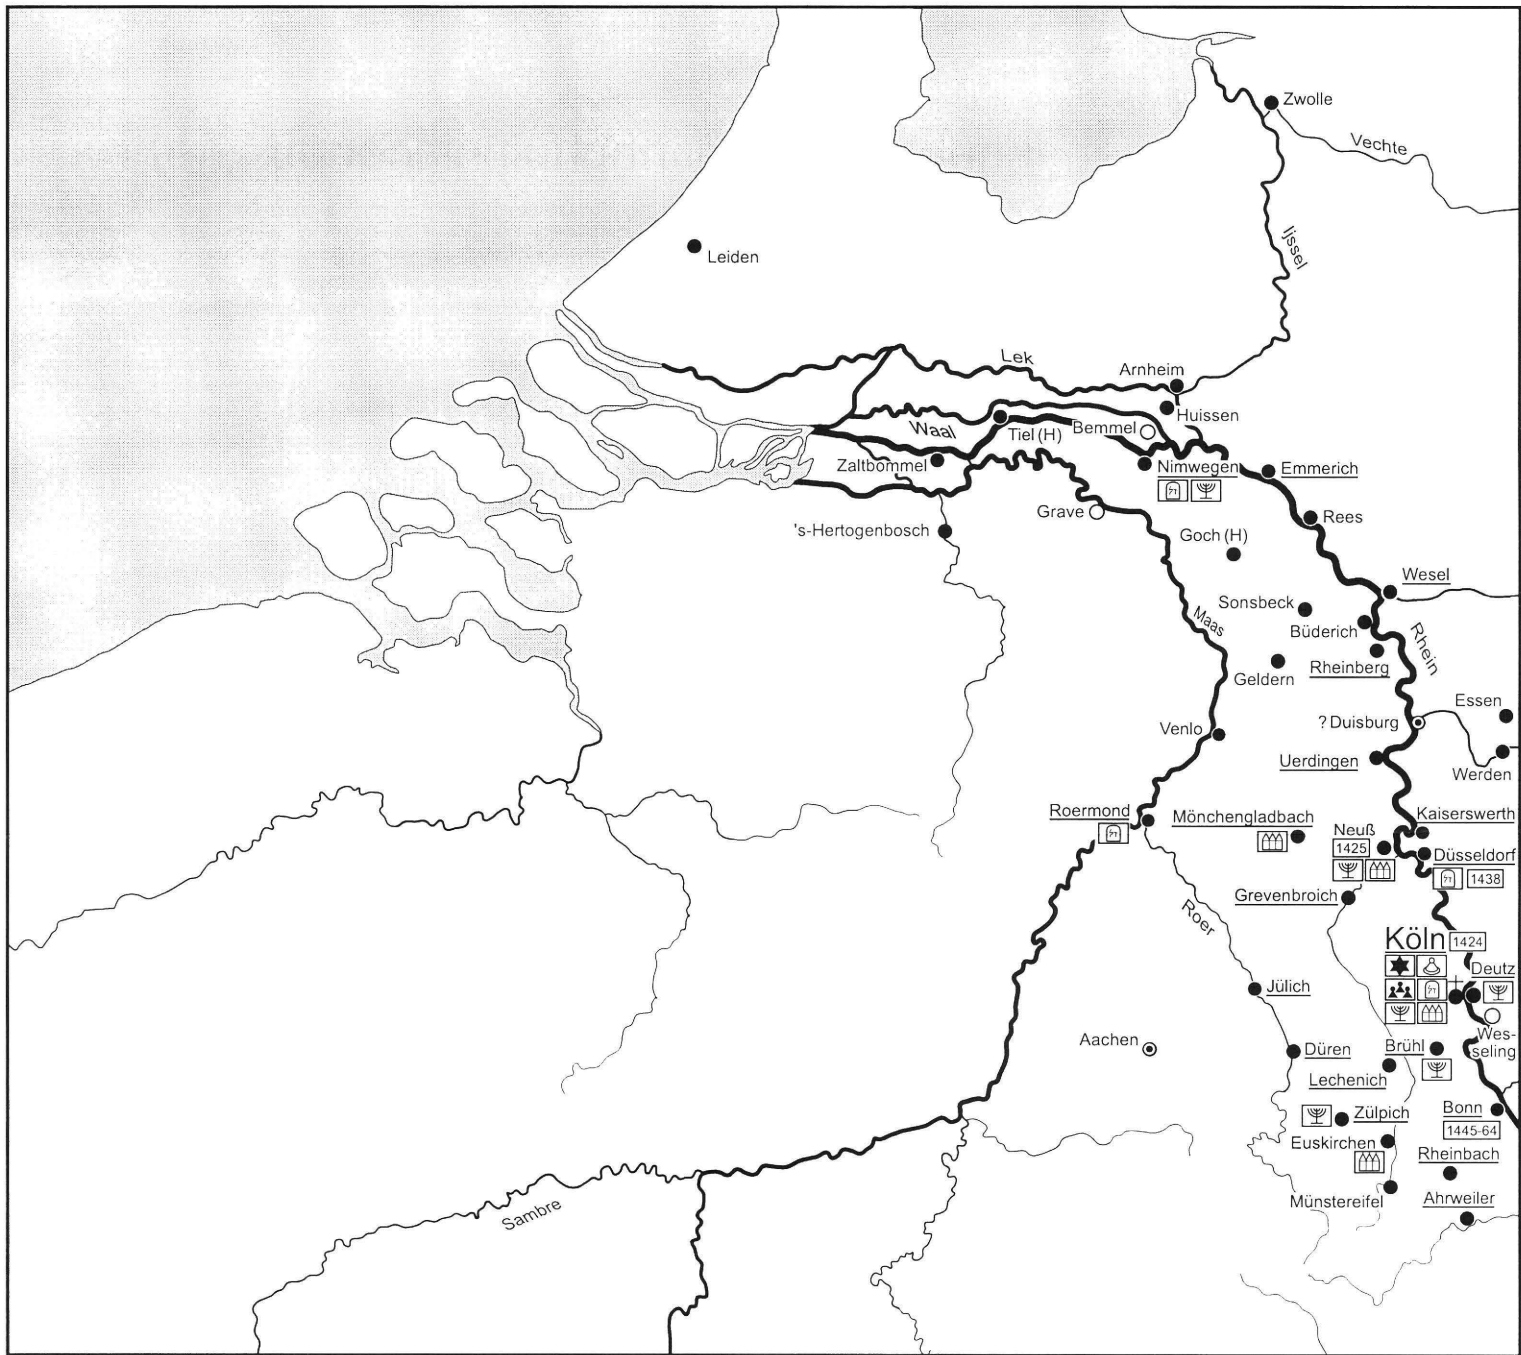 Zwolle
Vechte
Ijssel
Leiden
Lek
Arnheim
Huissen
Waal
Tiel (H)
Bemmel
Zaltbommel
Nimwegen
Emmerich
Grave
Rees
's-Hertogenbosch
Goch (H)
Wesel
Sonsbeck
Maas
Büderich
Rhein
Rheinberg
Geldern
Essen
? Duisburg
Venlo
Uerdingen
Werden
Roermond
Mönchengladbach
Kaiserswerth
Neuß
1425
Düsseldorf
1438
Grevenbroich
Roer
Köln
1424
Deutz
Jülich
Wes-
seling
Aachen
Düren
Brühl
Lechenich
Zülpich
Bonn
1445-64
Euskirchen
Rheinbach
Münstereifel
Ahrweiler
Sambre